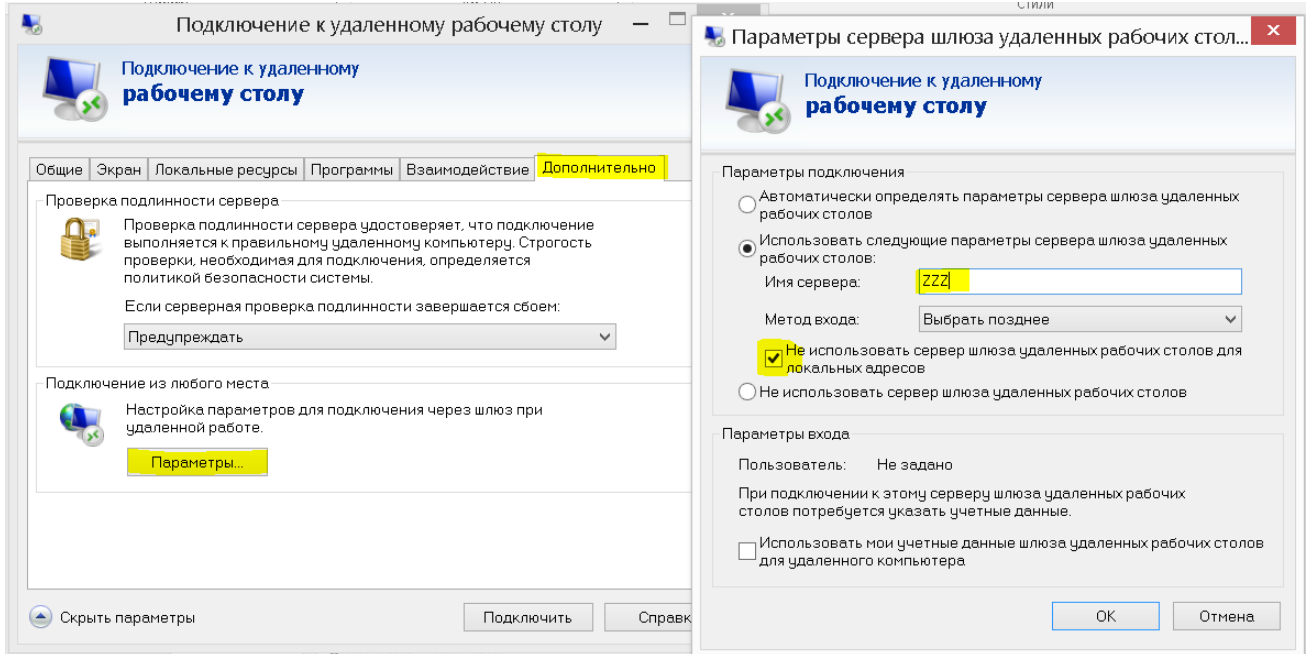 стили
Подключение к удаленному рабочему столу
Подключение к удаленному
рабочему столу
Общие
Экран
Локальные ресурсы
Программы
Взаимодействие
Дополнительно
Проверка подлинности сервера
Проверка подлинности сервера удостоверяет, что подключение
выполняется к правильному удаленному компьютеру. Строгость
проверки, необходимая для подключения, определяется
политикой безопасности системы.
Если серверная проверка подлинности завершается сбоем:
Предупреждать
Подключение из любого места
Настройка параметров для подключения через шлюз при
удаленной работе.
Параметры...
Скрыть параметры
Подключить
Справк
Параметры сервера шлюза удаленных рабочих стол...
Подключение к удаленному
рабочему столу
Параметры подключения
Автоматически определять параметры сервера шлюза удаленных
рабочих столов
Использовать следующие параметры сервера шлюза удаленных
рабочих столов:
Имя сервера:
ZZZ
Метод входа:
Выбрать позднее
Не использовать сервер шлюза удаленных рабочих столов для
локальных адресов
Не использовать сервер шлюза удаленных рабочих столов
Параметры входа
Пользователь:
Не задано
При подключении к этому серверу шлюза удаленных рабочих
столов потребуется указать учетные данные.
Использовать мои учетные данные шлюза удаленных рабочих столов
для удаленного компьютера
OK
Отмена